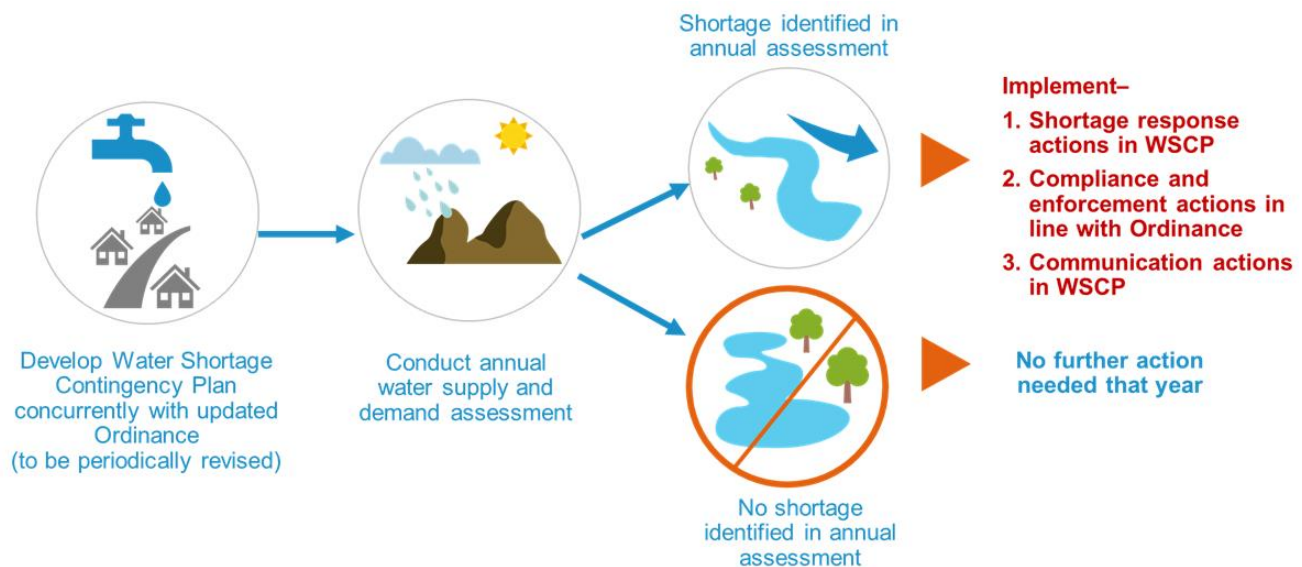 Develop Water Shortage
Contingency Plan
concurrently with updated
Ordinance
(to be periodically revised)
Conduct annual
water supply and
demand assessment
Shortage identified in
annual assessment
Implement–
1. Shortage response
actions in WSCP
2. Compliance and
enforcement actions in
line with Ordinance
3. Communication actions
in WSCP
No shortage
identified in annual
assessment
No further action
needed that year